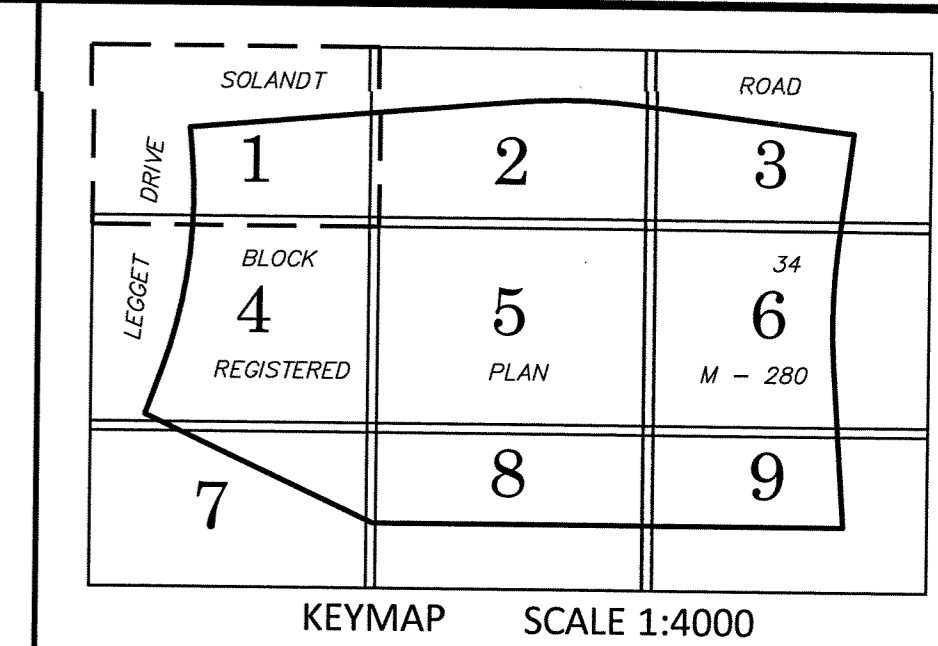 SOLANDT ROAD
DRIVE 1 2 3
LEGGET BLOCK 34
4 5 6
REGISTERED PLAN M - 280
7 8 9
KEYMAP SCALE 1:4000